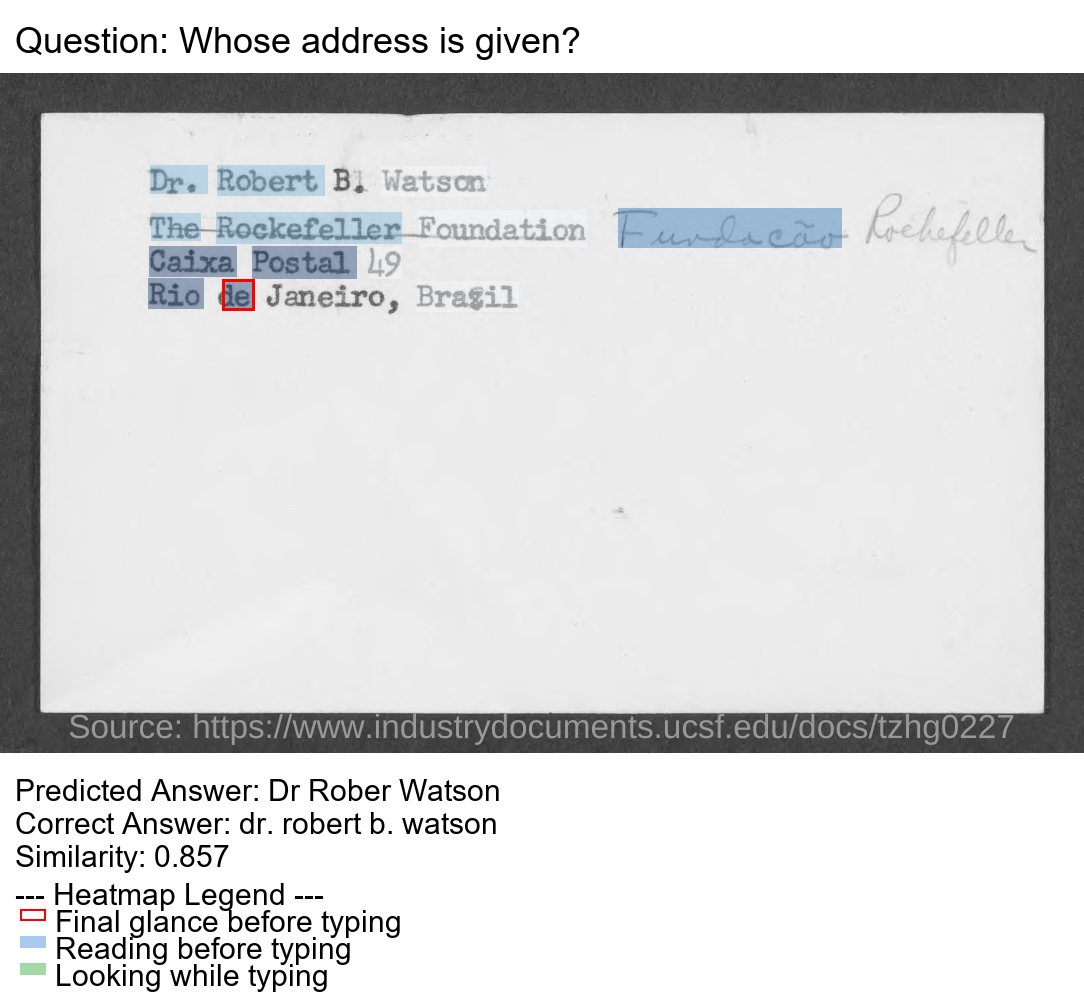 Question: Whose address is given?
Dr. Robert B. Watson
The Rockefeller Foundation Fundacão Rockefeller
Caixa Postal 49
Rio de Janeiro, Brazil
Source: https://www.industrydocuments.ucsf.edu/docs/tzhg0227
Predicted Answer: Dr Rober Watson
Correct Answer: dr. robert b. watson
Similarity: 0.857
--- Heatmap Legend ---
Final glance before typing
Reading before typing
Looking while typing